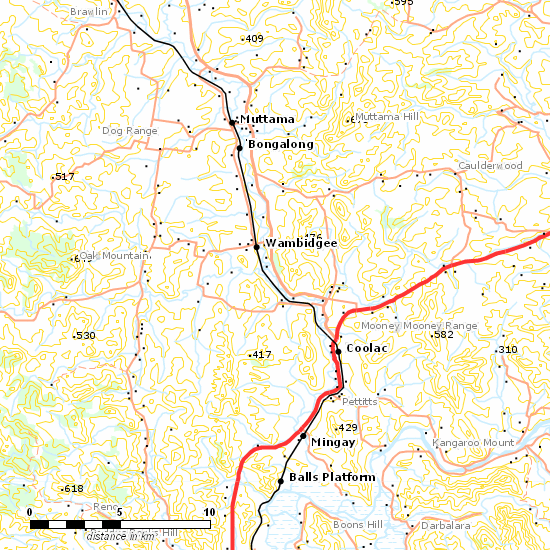 .595
Brawlin
.409
Muttama
Muttama Hill
Dog Range
Bongalong
Caulderwood
.517
.476
Wambidgee
Oak Mountain
Mooney Mooney Range
.530
.582
Coolac
.310
.417
Pettitts
.429
Mingay
Kangaroo Mount
Balls Platform
.618
Reno
0 5 10
Boons Hill
Darbalara
Hill
distance in km